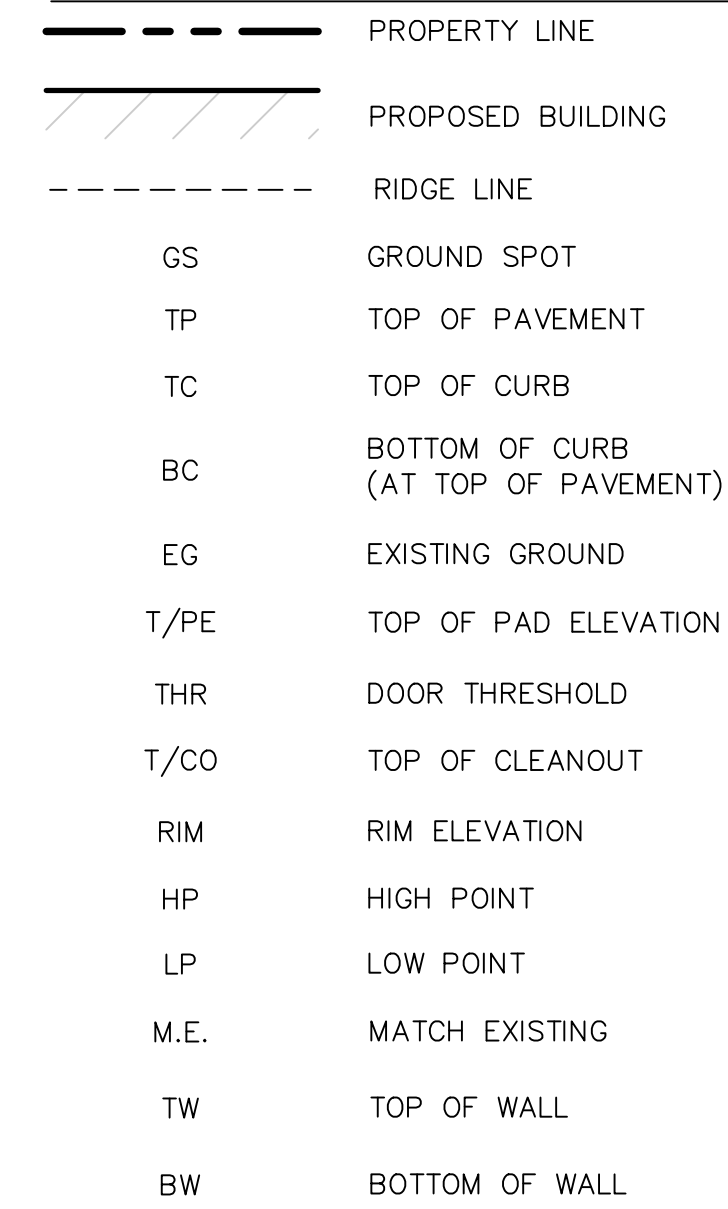 PROPERTY LINE
PROPOSED BUILDING
RIDGE LINE
GS GROUND SPOT
TP TOP OF PAVEMENT
TC TOP OF CURB
BC BOTTOM OF CURB
(AT TOP OF PAVEMENT)
EG EXISTING GROUND
T/PE TOP OF PAD ELEVATION
THR DOOR THRESHOLD
T/CO TOP OF CLEANOUT
RIM RIM ELEVATION
HP HIGH POINT
LP LOW POINT
M.E. MATCH EXISTING
TW TOP OF WALL
BW BOTTOM OF WALL